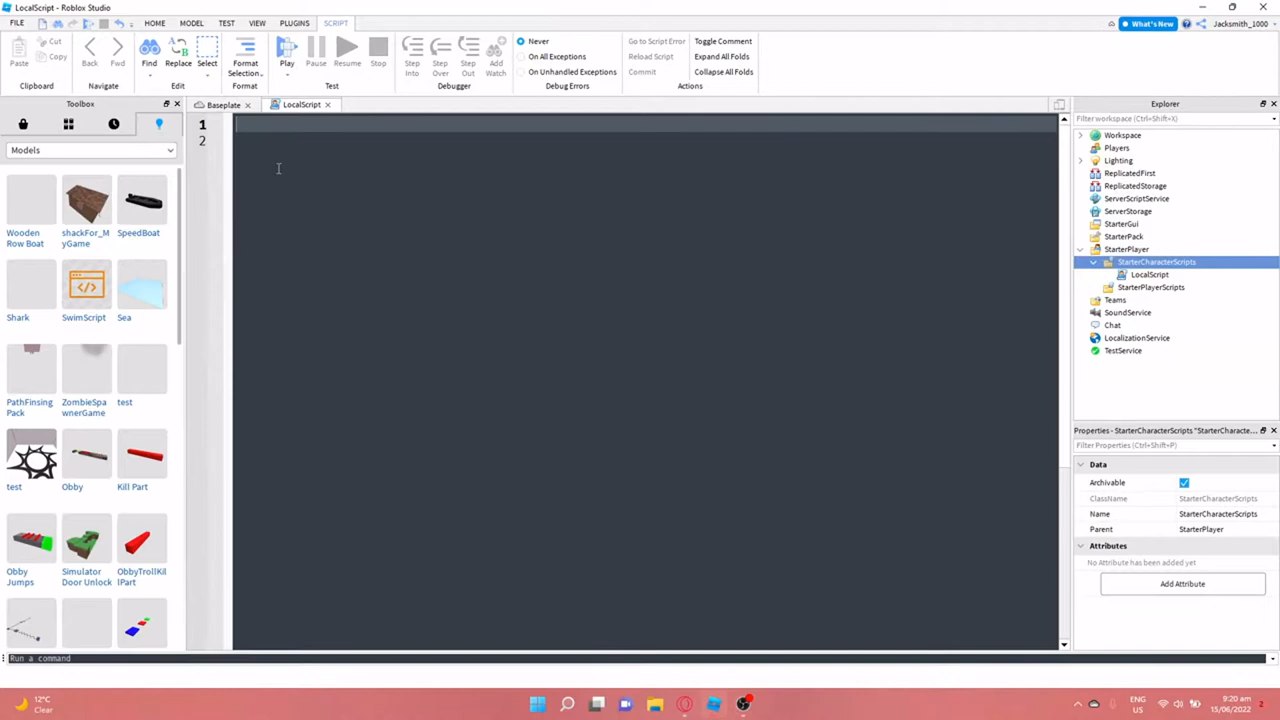 LocalScript - Roblox Studio
FILE HOME MODEL TEST VIEW PLUGINS SCRIPT What's New Jacksmith_1000
Paste Cut Copy Back Fwd Find Replace Select Format Selection Play Pause Resume Stop Step Into Step Over Step Out Add Watch
Never
On All Exceptions
On Unhandled Exceptions
Go to Script Error
Reload Script
Commit
Toggle Comment
Expand All Folds
Collapse All Folds
Clipboard Navigate Edit Format Test Debugger Debug Errors Actions
Toolbox
Models
Wooden Row Boat
shackFor_MyGame
SpeedBoat
Shark
SwimScript
Sea
PathFinsing Pack
ZombieSpawnerGame
test
test
Obby
Kill Part
Obby Jumps
Simulator Door Unlock
ObbyTrollKillPart
Baseplate LocalScript
1
2
Explorer
Filter workspace (Ctrl+Shift+X)
Workspace
Players
Lighting
ReplicatedFirst
ReplicatedStorage
ServerScriptService
ServerStorage
StarterGui
StarterPack
StarterPlayer
StarterCharacterScripts
LocalScript
StarterPlayerScripts
Teams
SoundService
Chat
LocalizationService
TestService
Properties - StarterCharacterScripts "StarterCharacte...
Filter Properties (Ctrl+Shift+P)
Data
Archivable
ClassName StarterCharacterScripts
Name StarterCharacterScripts
Parent StarterPlayer
Attributes
No Attribute has been added yet
Add Attribute
Run a command
12°C
Clear
ENG
US
9:20 am
15/06/2022
2